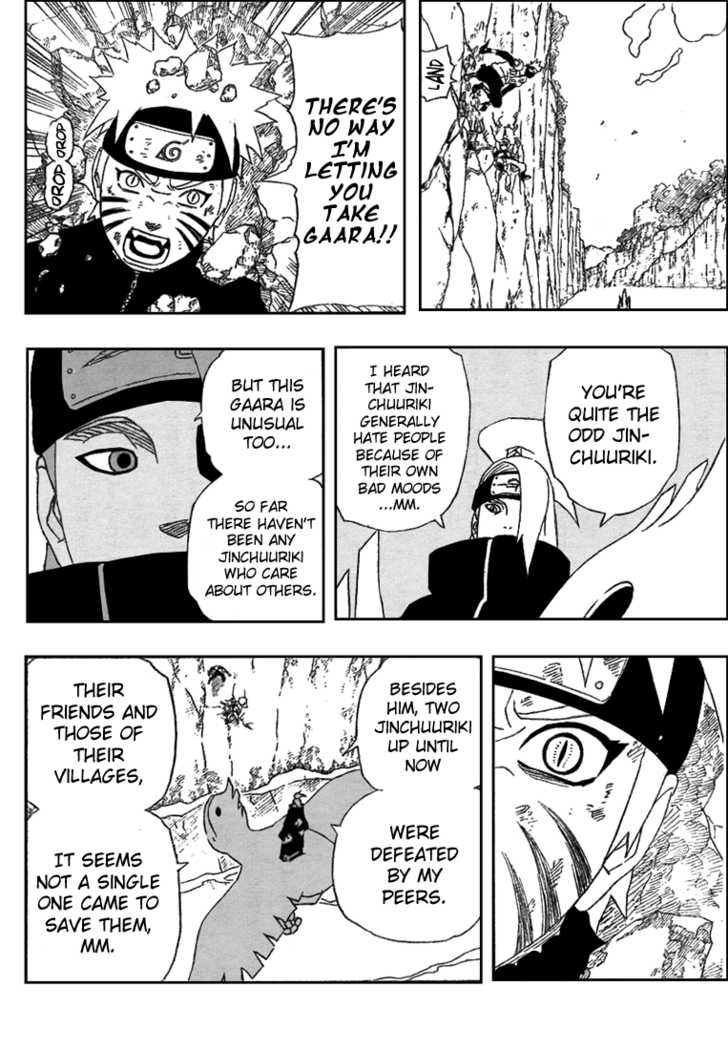 LAND
THERE'S
NO WAY
I'M
LETTING
YOU
TAKE
GAARA!!
DROP
DROP
YOU'RE
QUITE THE
ODD JIN-
CHUURIKI.
I HEARD
THAT JIN-
CHUURIKI
GENERALLY
HATE PEOPLE
BECAUSE OF
THEIR OWN
BAD MOODS
...MM.
BUT THIS
GAARA IS
UNUSUAL
TOO...
SO FAR
THERE HAVEN'T
BEEN ANY
JINCHUURIKI
WHO CARE
ABOUT OTHERS.
BESIDES
HIM, TWO
JINCHUURIKI
UP UNTIL
NOW
WERE
DEFEATED
BY MY
PEERS.
THEIR
FRIENDS AND
THOSE OF
THEIR
VILLAGES,
IT SEEMS
NOT A SINGLE
ONE CAME TO
SAVE THEM,
MM.